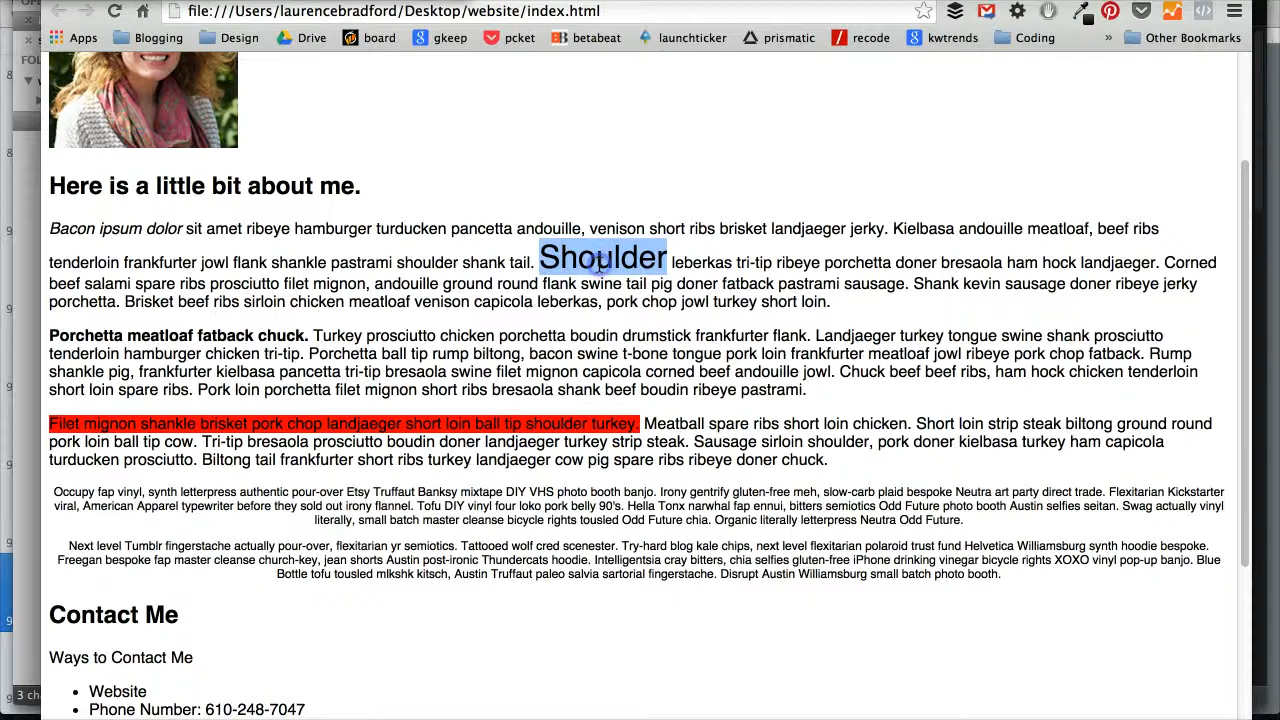 file:///Users/laurencebradford/Desktop/website/index.html
Apps Blogging Design Drive board gkeep pcket betabeat launchticker prismatic recode kwtrends Coding » Other Bookmarks
Here is a little bit about me.
Bacon ipsum dolor sit amet ribeye hamburger turducken pancetta andouille, venison short ribs brisket landjaeger jerky. Kielbasa andouille meatloaf, beef ribs
tenderloin frankfurter jowl flank shankle pastrami shoulder shank tail. Shoulder leberkas tri-tip ribeye porchetta doner bresaola ham hock landjaeger. Corned
beef salami spare ribs prosciutto filet mignon, andouille ground round flank swine tail pig doner fatback pastrami sausage. Shank kevin sausage doner ribeye jerky
porchetta. Brisket beef ribs sirloin chicken meatloaf venison capicola leberkas, pork chop jowl turkey short loin.
Porchetta meatloaf fatback chuck. Turkey prosciutto chicken porchetta boudin drumstick frankfurter flank. Landjaeger turkey tongue swine shank prosciutto
tenderloin hamburger chicken tri-tip. Porchetta ball tip rump biltong, bacon swine t-bone tongue pork loin frankfurter meatloaf jowl ribeye pork chop fatback. Rump
shankle pig, frankfurter kielbasa pancetta tri-tip bresaola swine filet mignon capicola corned beef andouille jowl. Chuck beef beef ribs, ham hock chicken tenderloin
short loin spare ribs. Pork loin porchetta filet mignon short ribs bresaola shank beef boudin ribeye pastrami.
Filet mignon shankle brisket pork chop landjaeger short loin ball tip shoulder turkey. Meatball spare ribs short loin chicken. Short loin strip steak biltong ground round
pork loin ball tip cow. Tri-tip bresaola prosciutto boudin doner landjaeger turkey strip steak. Sausage sirloin shoulder, pork doner kielbasa turkey ham capicola
turducken prosciutto. Biltong tail frankfurter short ribs turkey landjaeger cow pig spare ribs ribeye doner chuck.
Occupy fap vinyl, synth letterpress authentic pour-over Etsy Truffaut Banksy mixtape DIY VHS photo booth banjo. Irony gentrify gluten-free meh, slow-carb plaid bespoke Neutra art party direct trade. Flexitarian Kickstarter
viral, American Apparel typewriter before they sold out irony flannel. Tofu DIY vinyl four loko pork belly 90's. Hella Tonx narwhal fap ennui, bitters semiotics Odd Future photo booth Austin selfies seitan. Swag actually vinyl
literally, small batch master cleanse bicycle rights tousled Odd Future chia. Organic literally letterpress Neutra Odd Future.
Next level Tumblr fingerstache actually pour-over, flexitarian yr semiotics. Tattooed wolf cred scenester. Try-hard blog kale chips, next level flexitarian polaroid trust fund Helvetica Williamsburg synth hoodie bespoke.
Freegan bespoke fap master cleanse church-key, jean shorts Austin post-ironic Thundercats hoodie. Intelligentsia cray bitters, chia selfies gluten-free iPhone drinking vinegar bicycle rights XOXO vinyl pop-up banjo. Blue
Bottle tofu tousled mlkshk kitsch, Austin Truffaut paleo salvia sartorial fingerstache. Disrupt Austin Williamsburg small batch photo booth.
Contact Me
Ways to Contact Me
• Website
• Phone Number: 610-248-7047